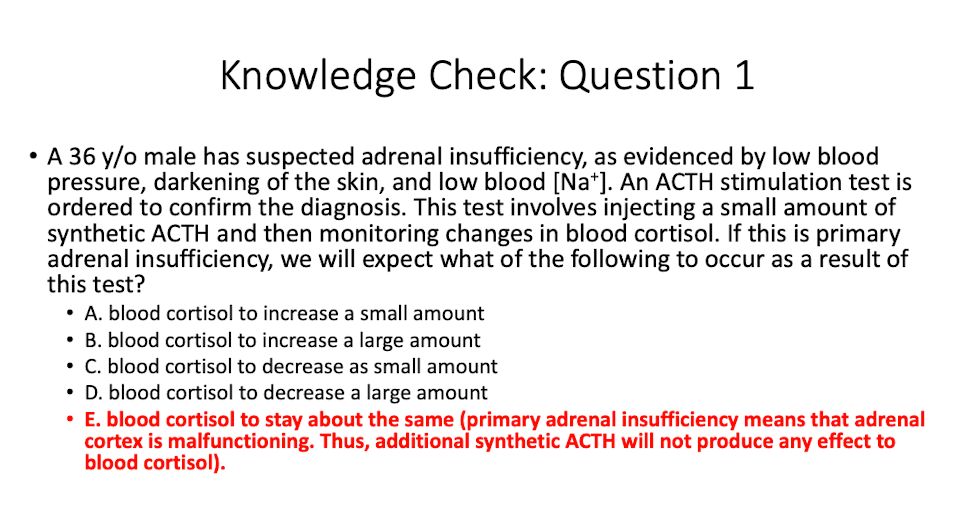 Knowledge Check: Question 1
• A 36 y/o male has suspected adrenal insufficiency, as evidenced by low blood
pressure, darkening of the skin, and low blood [Na⁺]. An ACTH stimulation test is
ordered to confirm the diagnosis. This test involves injecting a small amount of
synthetic ACTH and then monitoring changes in blood cortisol. If this is primary
adrenal insufficiency, we will expect what of the following to occur as a result of
this test?
• A. blood cortisol to increase a small amount
• B. blood cortisol to increase a large amount
• C. blood cortisol to decrease as small amount
• D. blood cortisol to decrease a large amount
• E. blood cortisol to stay about the same (primary adrenal insufficiency means that adrenal
cortex is malfunctioning. Thus, additional synthetic ACTH will not produce any effect to
blood cortisol).